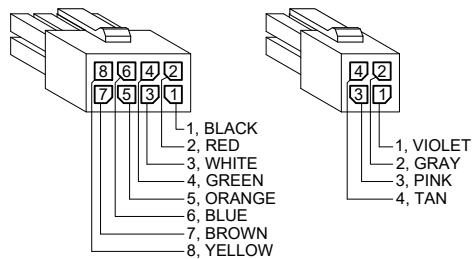 8 6 4 2
7 5 3 1
1, BLACK
2, RED
3, WHITE
4, GREEN
5, ORANGE
6, BLUE
7, BROWN
8, YELLOW
4 2
3 1
1, VIOLET
2, GRAY
3, PINK
4, TAN